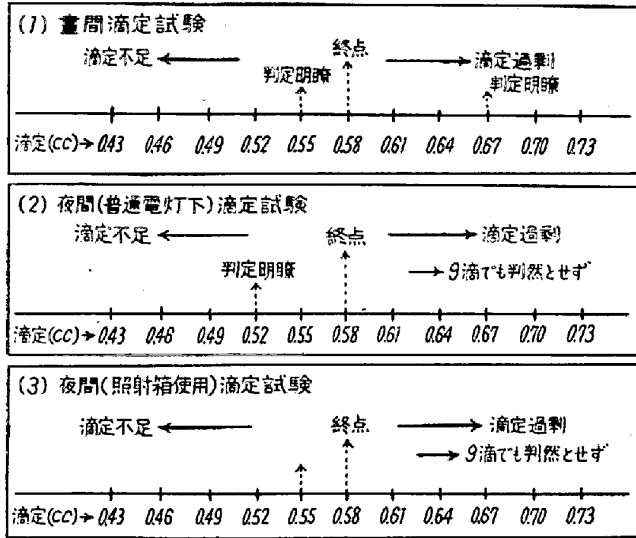 (1) 晝間滴定試験
滴定不足 終点 滴定過剰
判定明瞭 判定明瞭
滴定(CC)→ 0.43 0.46 0.49 0.52 0.55 0.58 0.61 0.64 0.67 0.70 0.73
(2) 夜間(普通電灯下)滴定試験
滴定不足 終点 滴定過剰
判定明瞭 → 9滴でも判然とせず
滴定(CC)→ 0.43 0.46 0.49 0.52 0.55 0.58 0.61 0.64 0.67 0.70 0.73
(3) 夜間(照射箱使用)滴定試験
滴定不足 終点 滴定過剰
→ 9滴でも判然とせず
滴定(CC)→ 0.43 0.46 0.49 0.52 0.55 0.58 0.61 0.64 0.67 0.70 0.73